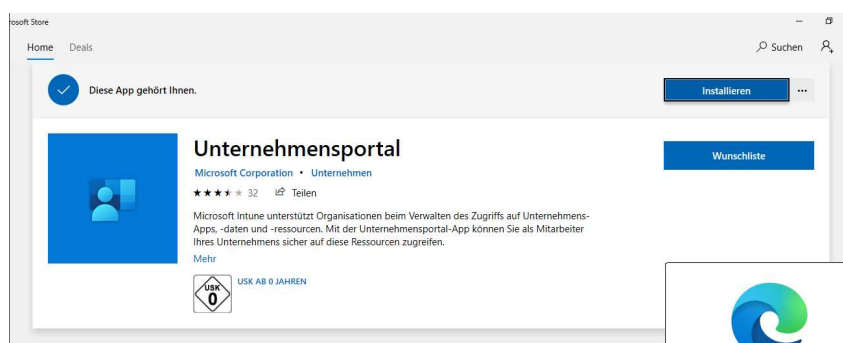 rosoft Store
Home Deals
Suchen
Diese App gehört Ihnen.
Installieren
Unternehmensportal
Wunschliste
Microsoft Corporation • Unternehmen
32 Teilen
Microsoft Intune unterstützt Organisationen beim Verwalten des Zugriffs auf Unternehmens-
Apps, -daten und -ressourcen. Mit der Unternehmensportal-App können Sie als Mitarbeiter
Ihres Unternehmens sicher auf diese Ressourcen zugreifen.
Mehr
USK
0
USK AB 0 JAHREN